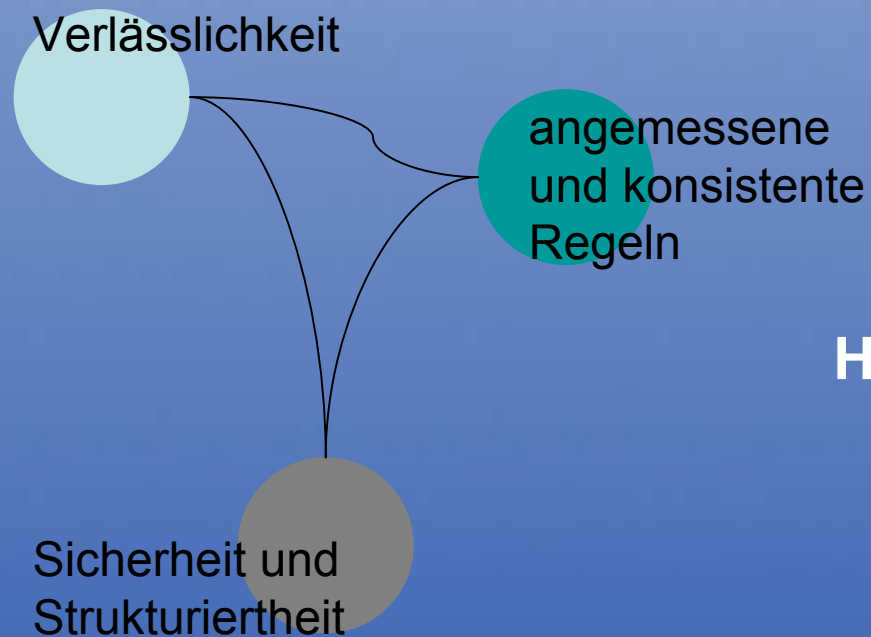 Verlässlichkeit
angemessene
und konsistente
Regeln
H
Sicherheit und
Strukturiertheit